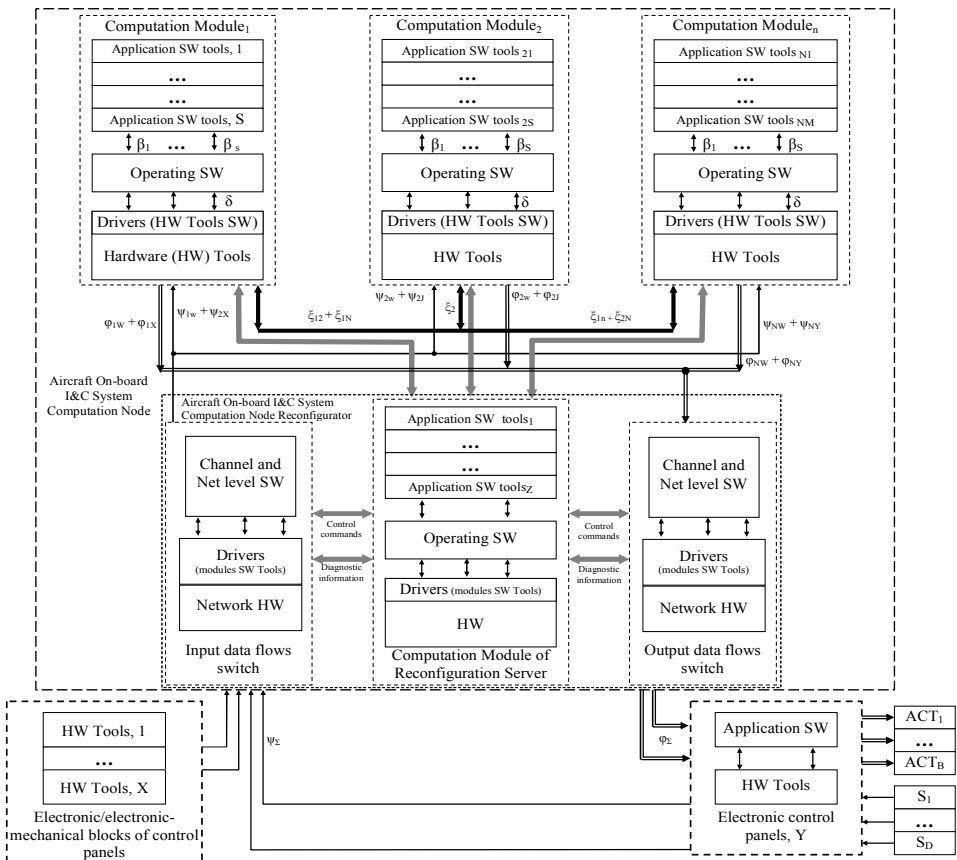 Computation Module1
Application SW tools, 1
...
...
Application SW tools, S
β1 ... βs
Operating SW
δ
Drivers (HW Tools SW)
Hardware (HW) Tools
Computation Module2
Application SW tools 21
...
...
Application SW tools 2S
β1 ... βS
Operating SW
δ
Drivers (HW Tools SW)
HW Tools
Computation Modulen
Application SW tools N1
...
...
Application SW tools NM
β1 ... βS
Operating SW
δ
Drivers (HW Tools SW)
HW Tools
φ1W + φ1X
ψ1w + ψ2X
ξ12 + ξ1N
ψ2w + ψ2J
ξ2
φ2w + φ2J
ξ1n + ξ2N
ψNW + ψNY
φNW + φNY
Aircraft On-board
I&C System
Computation Node
Aircraft On-board I&C System
Computation Node Reconfigurator
Channel and
Net level SW
Drivers
(modules SW Tools)
Network HW
Input data flows
switch
Control
commands
Diagnostic
information
Application SW tools1
...
...
Application SW toolsZ
Operating SW
Drivers (modules SW Tools)
HW
Computation Module of
Reconfiguration Server
Control
commands
Diagnostic
information
Channel and
Net level SW
Drivers
(modules SW Tools)
Network HW
Output data flows
switch
HW Tools, 1
...
HW Tools, X
Electronic/electronic-
mechanical blocks of control
panels
ψΣ
φΣ
Application SW
HW Tools
Electronic control
panels, Y
ACT1
...
ACTB
S1
...
SD